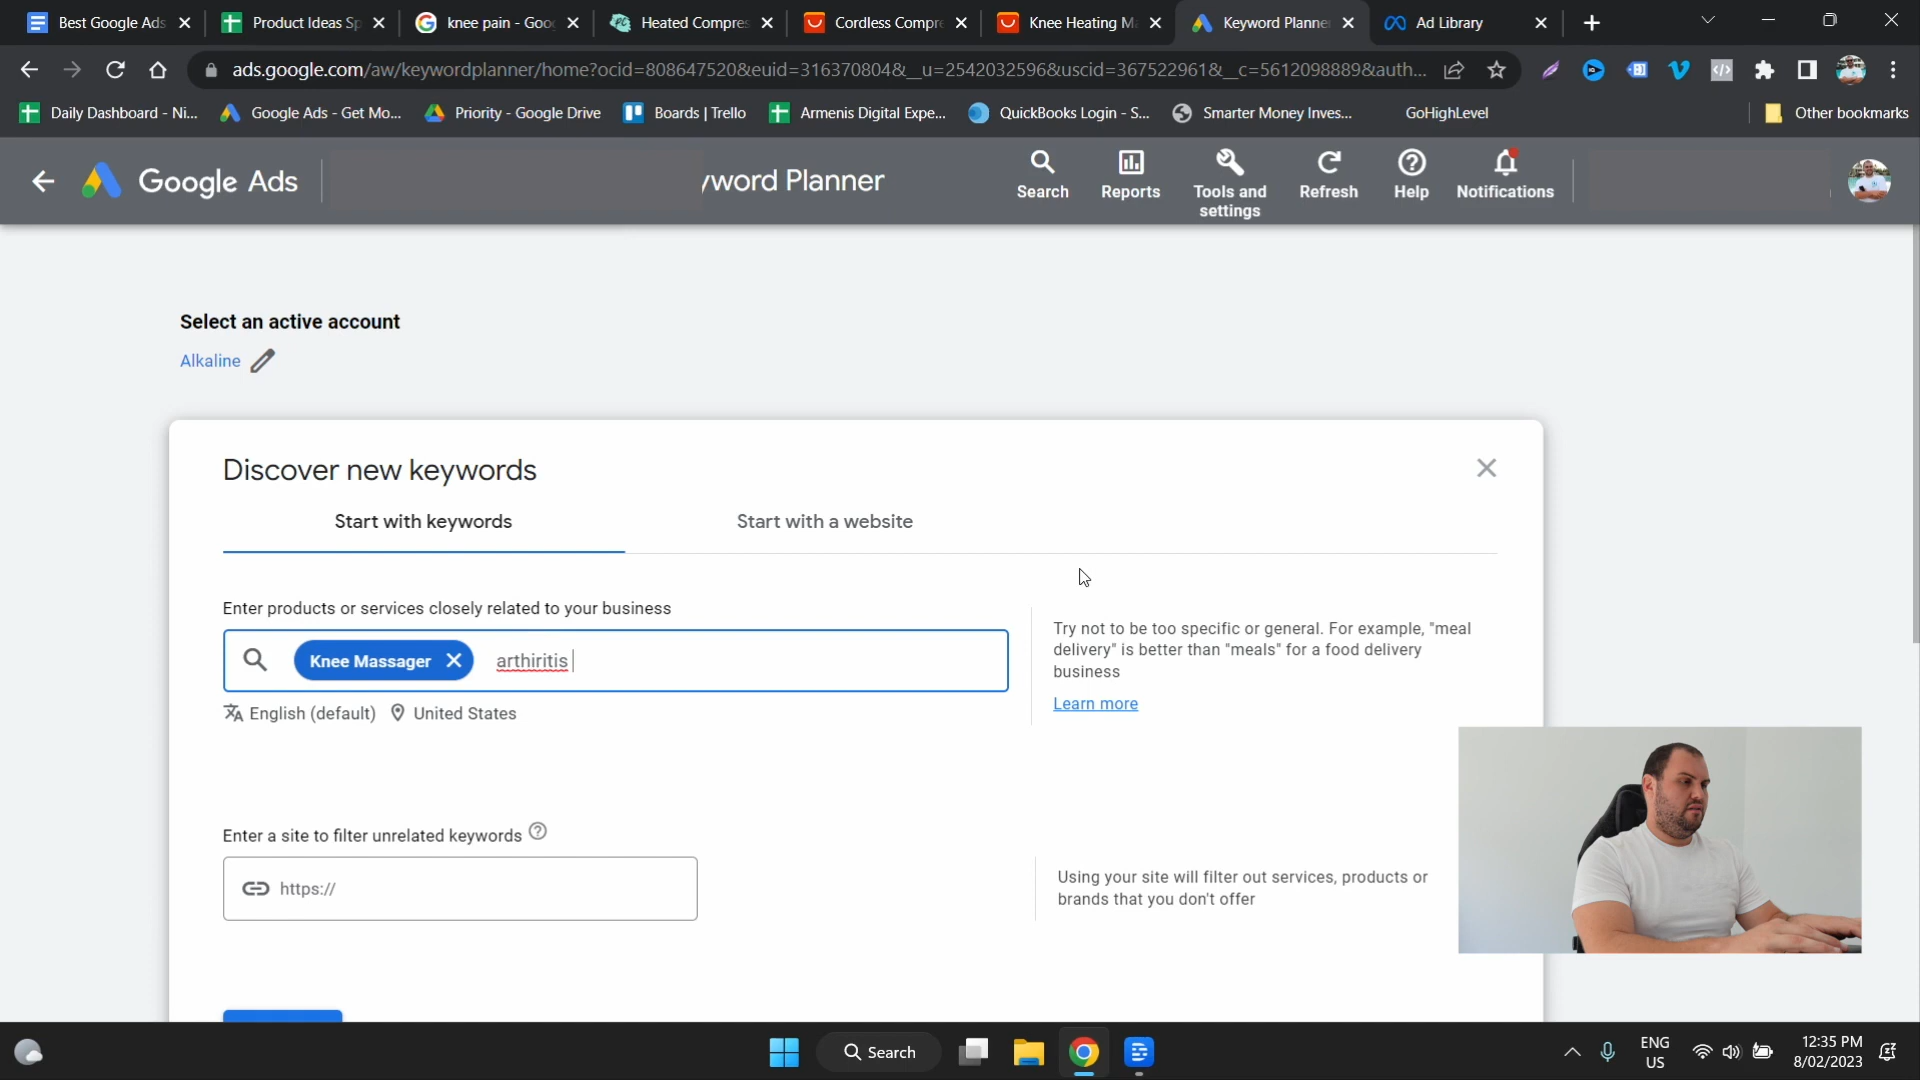 Best Google Ads
Product Ideas Sp
knee pain - Goo
Heated Compres
Cordless Compre
Knee Heating Ma
Keyword Planne
Ad Library
ads.google.com/aw/keywordplanner/home?ocid=808647520&euid=316370804&__u=2542032596&uscid=367522961&__c=5612098889&auth...
Daily Dashboard - Ni...
Google Ads - Get Mo...
Priority - Google Drive
Boards | Trello
Armenis Digital Expe...
QuickBooks Login - S...
Smarter Money Inves...
GoHighLevel
Other bookmarks
Google Ads
yword Planner
Search
Reports
Tools and
settings
Refresh
Help
Notifications
Select an active account
Alkaline
Discover new keywords
Start with keywords
Start with a website
Enter products or services closely related to your business
Knee Massager
arthiritis
English (default)
United States
Try not to be too specific or general. For example, "meal
delivery" is better than "meals" for a food delivery
business
Learn more
Enter a site to filter unrelated keywords
https://
Using your site will filter out services, products or
brands that you don't offer
Search
ENG
US
12:35 PM
8/02/2023